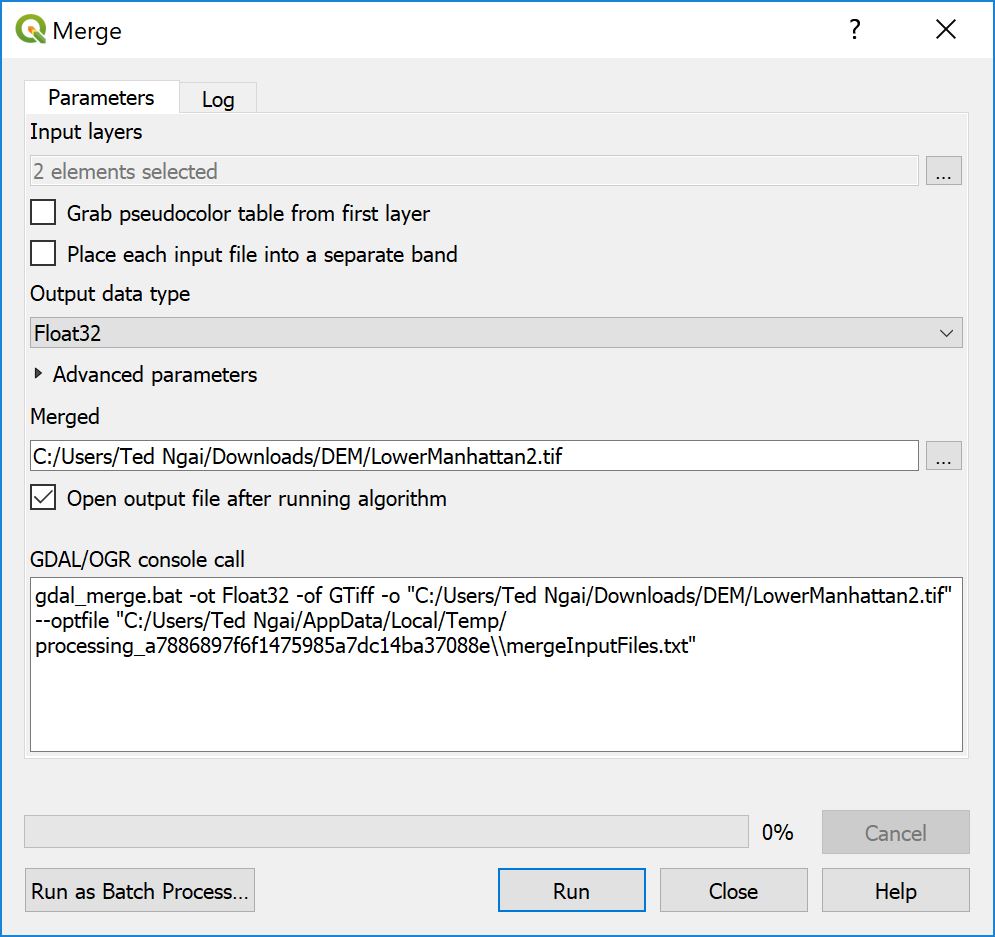 Merge
?
Parameters
Log
Input layers
2 elements selected
...
Grab pseudocolor table from first layer
Place each input file into a separate band
Output data type
Float32
Advanced parameters
Merged
C:/Users/Ted Ngai/Downloads/DEM/LowerManhattan2.tif
...
Open output file after running algorithm
GDAL/OGR console call
gdal_merge.bat -ot Float32 -of GTiff -o "C:/Users/Ted Ngai/Downloads/DEM/LowerManhattan2.tif"
--optfile "C:/Users/Ted Ngai/AppData/Local/Temp/
processing_a7886897f6f1475985a7dc14ba37088e\\mergeInputFiles.txt"
0%
Cancel
Run as Batch Process...
Run
Close
Help